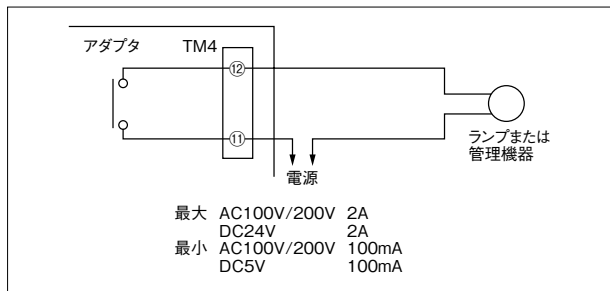 アダプタ TM4
⑫
⑪
ランプまたは
管理機器
電源
最大 AC100V/200V 2A
DC24V 2A
最小 AC100V/200V 100mA
DC5V 100mA